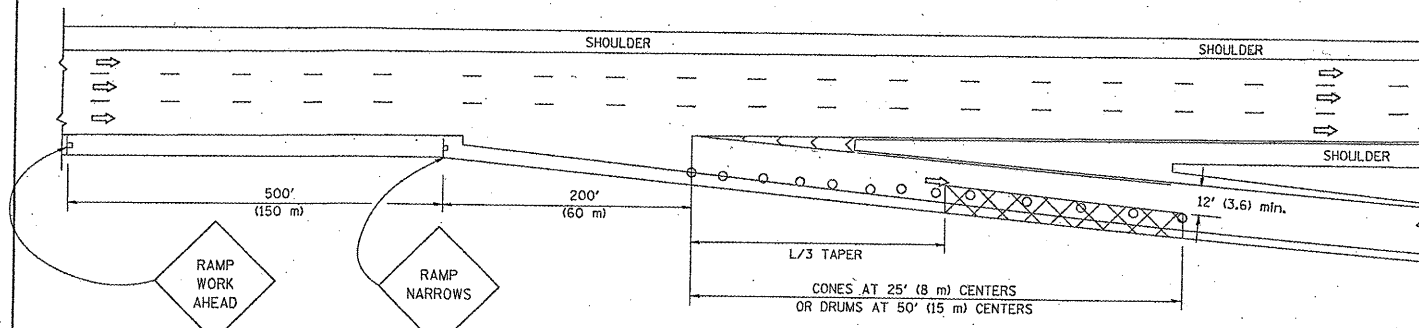 SHOULDER
SHOULDER
SHOULDER
500'
(150 m)
200'
(60 m)
12' (3.6) min.
L/3 TAPER
RAMP
WORK
AHEAD
RAMP
NARROWS
CONES AT 25' (8 m) CENTERS
OR DRUMS AT 50' (15 m) CENTERS